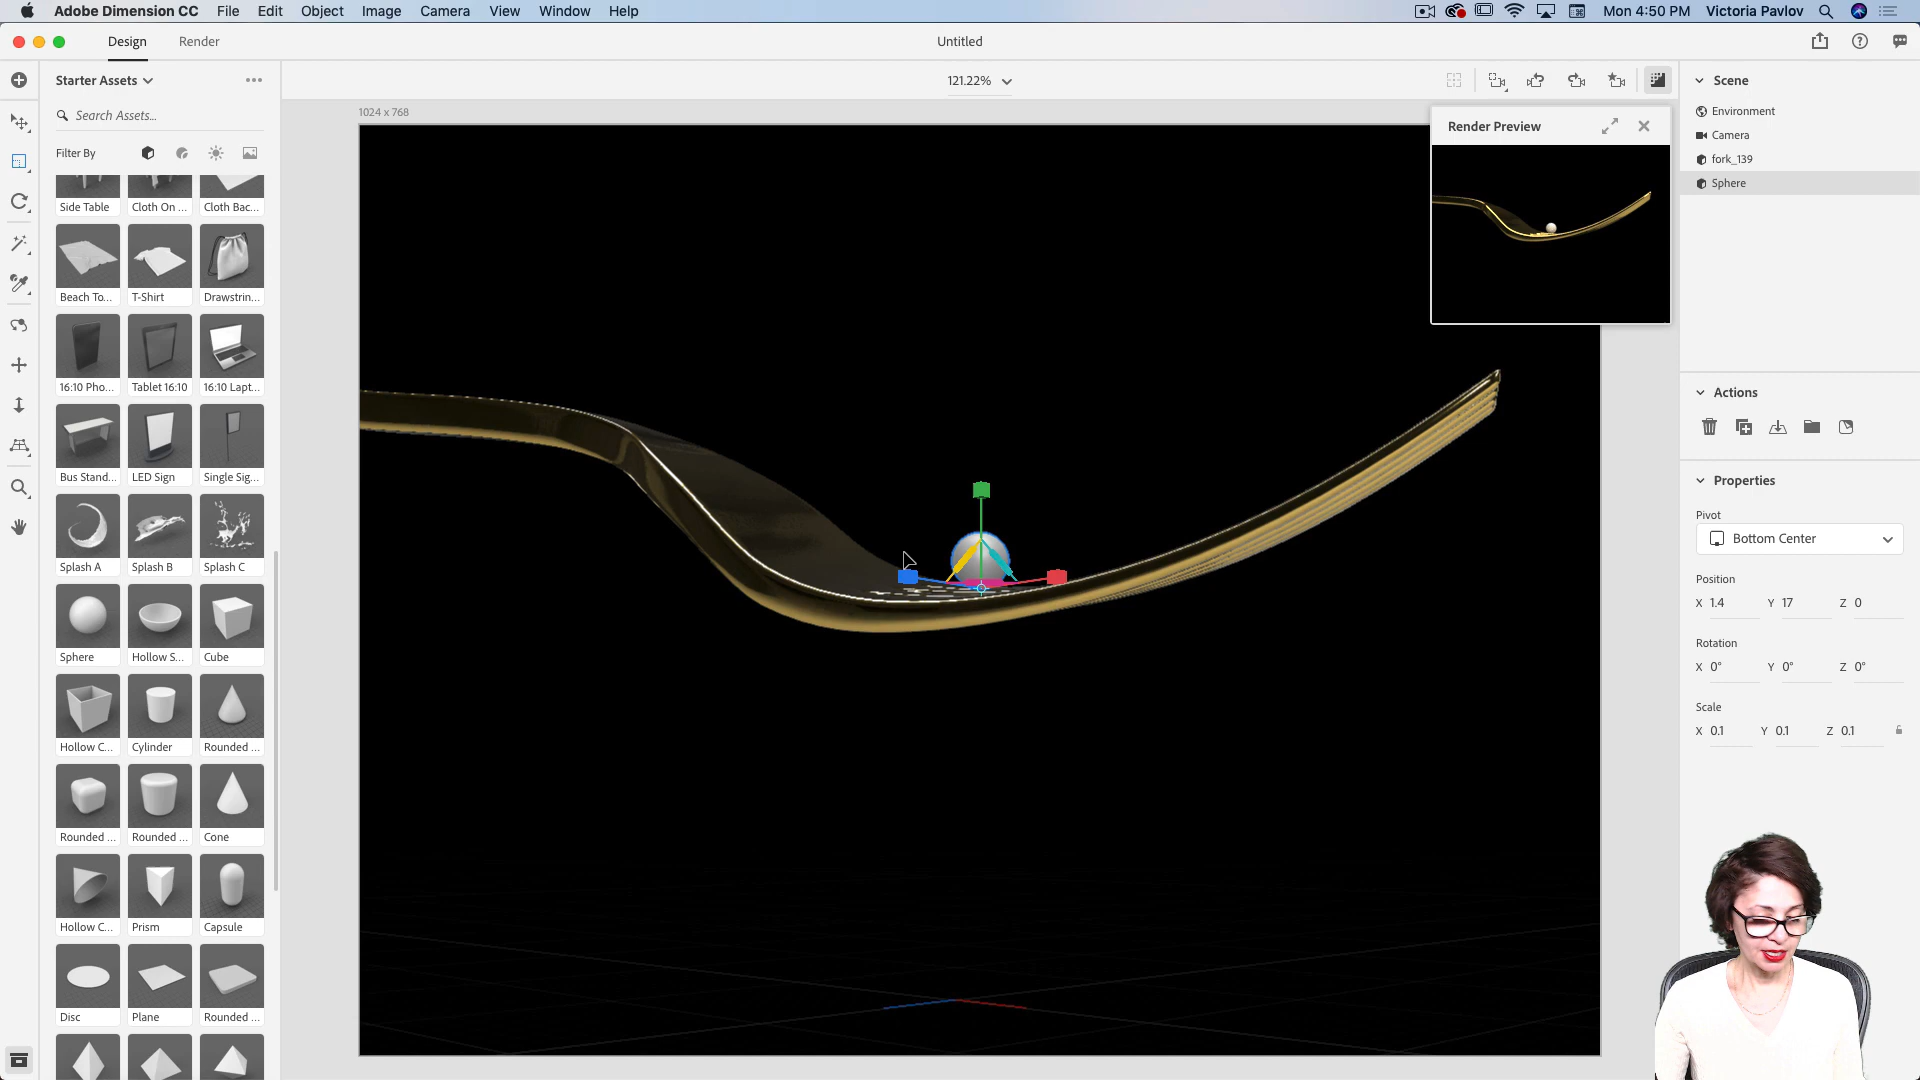 Adobe Dimension CC File Edit Object Image Camera View Window Help Mon 4:50 PM Victoria Pavlov
Design Render Untitled
Starter Assets 121.22% Scene
1024 x 768
Search Assets...
Environment
Render Preview
Camera
Filter By
fork_139
Sphere
Side Table Cloth On ... Cloth Bac...
Beach To... T-Shirt Drawstrin...
16:10 Pho... Tablet 16:10 16:10 Lapt...
Actions
Bus Stand... LED Sign Single Sig...
Properties
Pivot
Bottom Center
Splash A Splash B Splash C
Position
X 1.4 Y 17 Z 0
Rotation
Sphere Hollow S... Cube
X 0° Y 0° Z 0°
Scale
X 0.1 Y 0.1 Z 0.1
Hollow C... Cylinder Rounded ...
Rounded ... Rounded ... Cone
Hollow C... Prism Capsule
Disc Plane Rounded ...